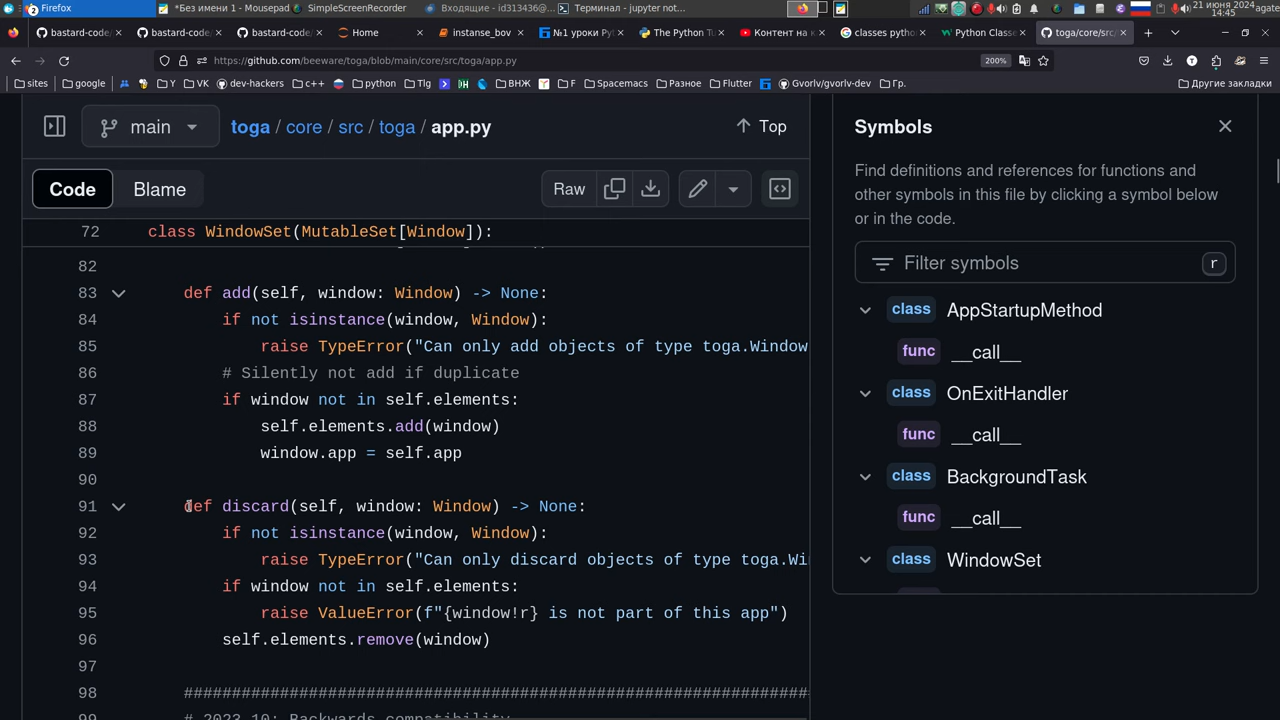 Firefox
*Без имени 1 - Mousepad
SimpleScreenRecorder
Входящие - id313436@...
Терминал - jupyter not...
21 июня 2024
14:45
agate
bastard-code/
bastard-code/
bastard-code/
Home
instanse_bov
№1 уроки Py
The Python Tu
Контент на к
classes python
Python Classe
toga/core/src/
https://github.com/beeware/toga/blob/main/core/src/toga/app.py
200%
sites
google
Y
VK
dev-hackers
c++
python
Tlg
ВНЖ
F
Spacemacs
Разное
Flutter
Gvorlv/gvorlv-dev
Гр.
Другие закладки
main
toga / core / src / toga / app.py
Top
Code
Blame
Raw
72 class WindowSet(MutableSet[Window]):
82
83 def add(self, window: Window) -> None:
84 if not isinstance(window, Window):
85 raise TypeError("Can only add objects of type toga.Window
86 # Silently not add if duplicate
87 if window not in self.elements:
88 self.elements.add(window)
89 window.app = self.app
90
91 def discard(self, window: Window) -> None:
92 if not isinstance(window, Window):
93 raise TypeError("Can only discard objects of type toga.Wi
94 if window not in self.elements:
95 raise ValueError(f"{window!r} is not part of this app")
96 self.elements.remove(window)
97
98 ################################################################
99 # 2023-10: Backwards compatibility
Symbols
Find definitions and references for functions and
other symbols in this file by clicking a symbol below
or in the code.
Filter symbols
r
class AppStartupMethod
func __call__
class OnExitHandler
func __call__
class BackgroundTask
func __call__
class WindowSet